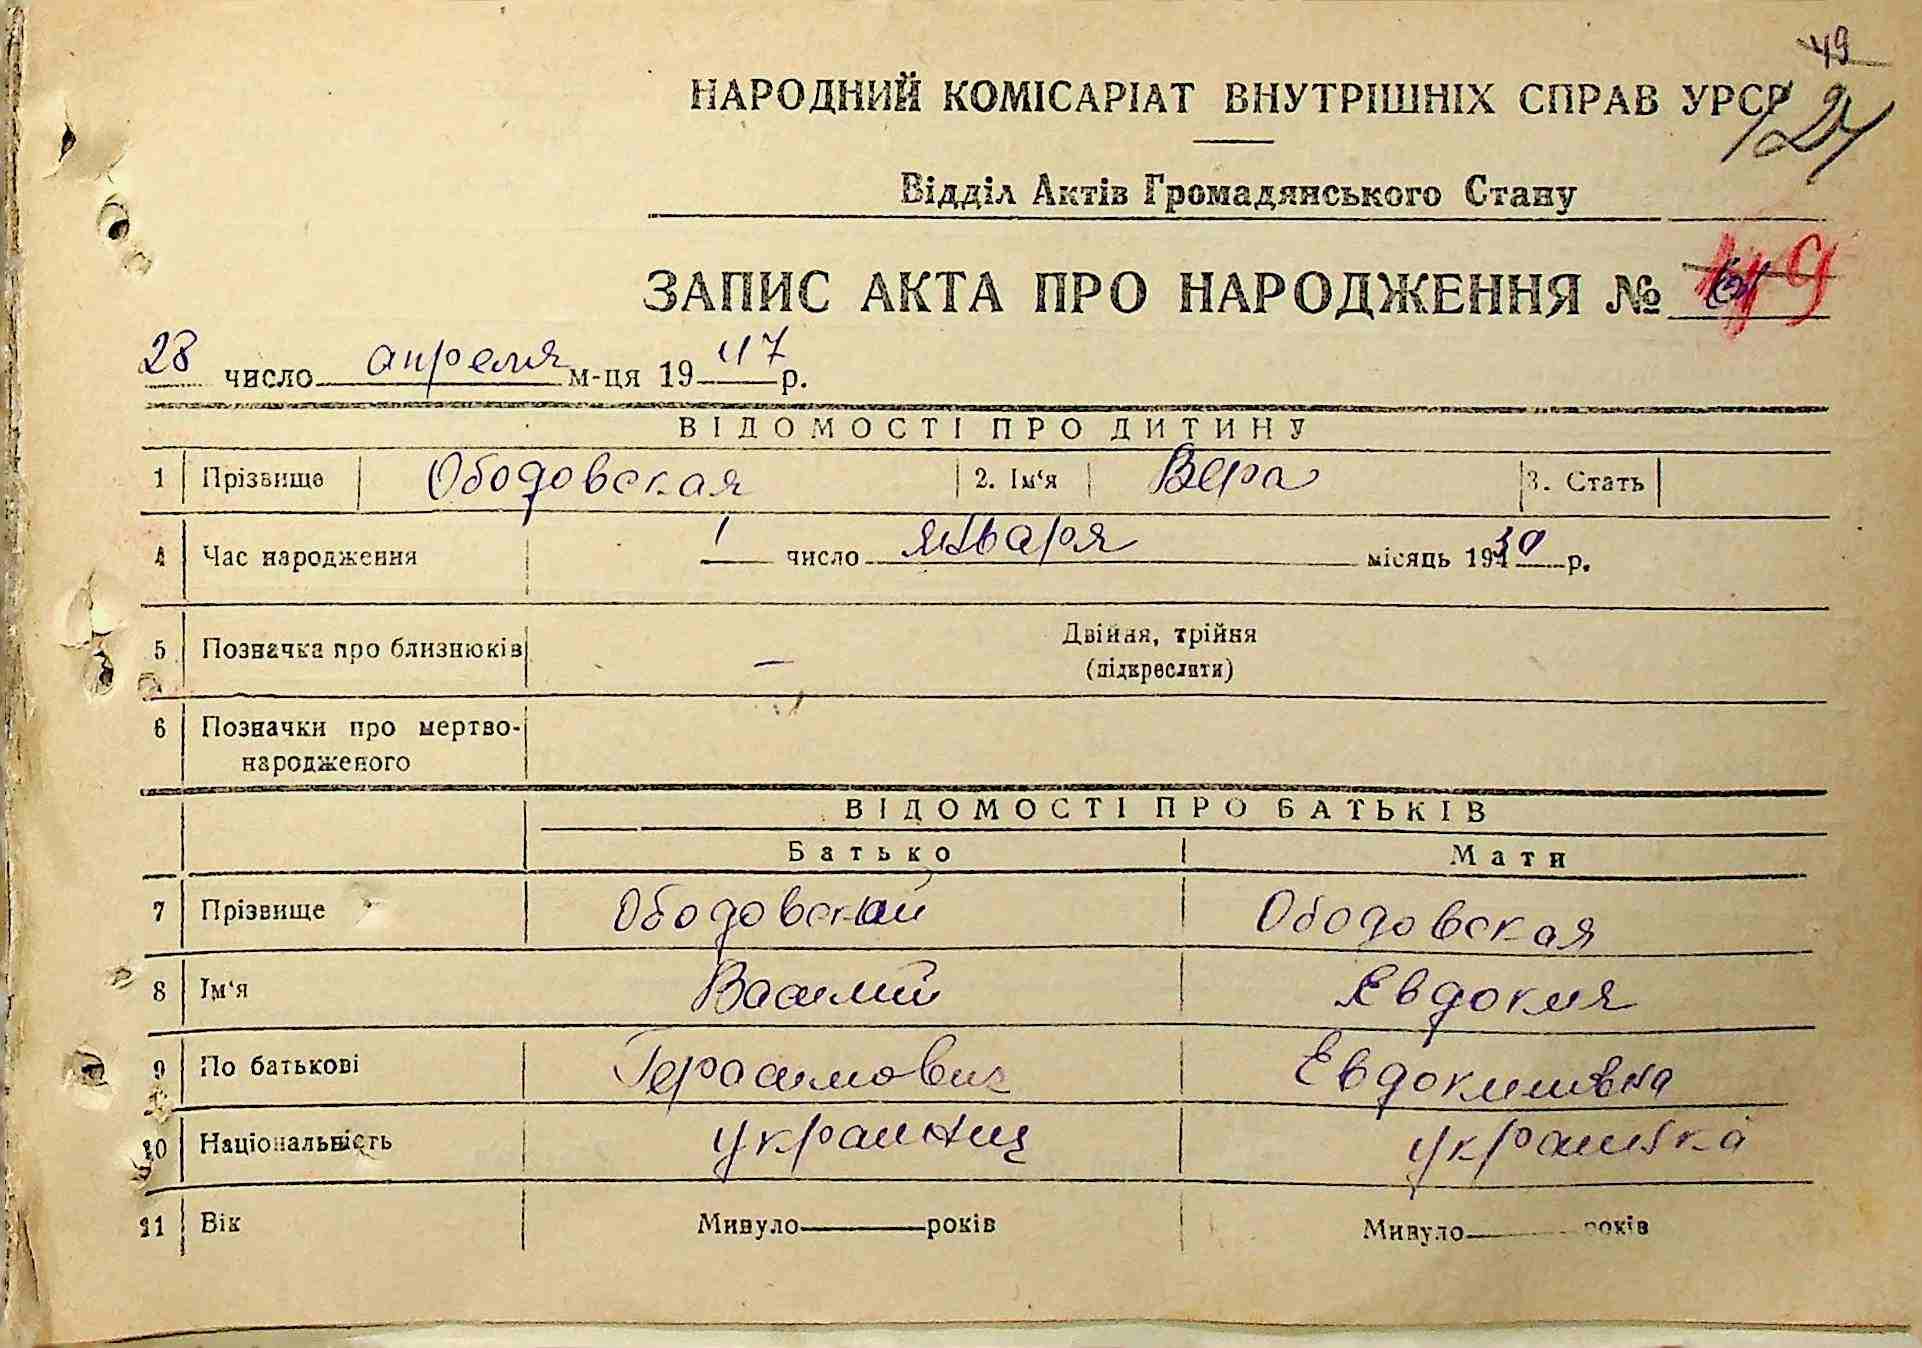 49
НАРОДНИЙ КОМІСАРІАТ ВНУТРІШНІХ СПРАВ УРСР
Відділ Актів Громадянського Стану
ЗАПИС АКТА ПРО НАРОДЖЕННЯ № 49
28 число апреля м-ця 1947 р.
ВІДОМОСТІ ПРО ДИТИНУ
1 Прізвище Ободовская 2. Ім'я Вера 3. Стать
4 Час народження 1 число января місяць 1930 р.
5 Позначка про близнюків — Двійня, трійня
(підкреслити)
6 Позначки про мертво-
народженого
ВІДОМОСТІ ПРО БАТЬКІВ
Батько Мати
7 Прізвище Ободовский Ободовская
8 Ім'я Василий Евдокия
9 По батькові Герасимович Евдокимовна
10 Національність украинец украинка
11 Вік Минуло років Минуло років